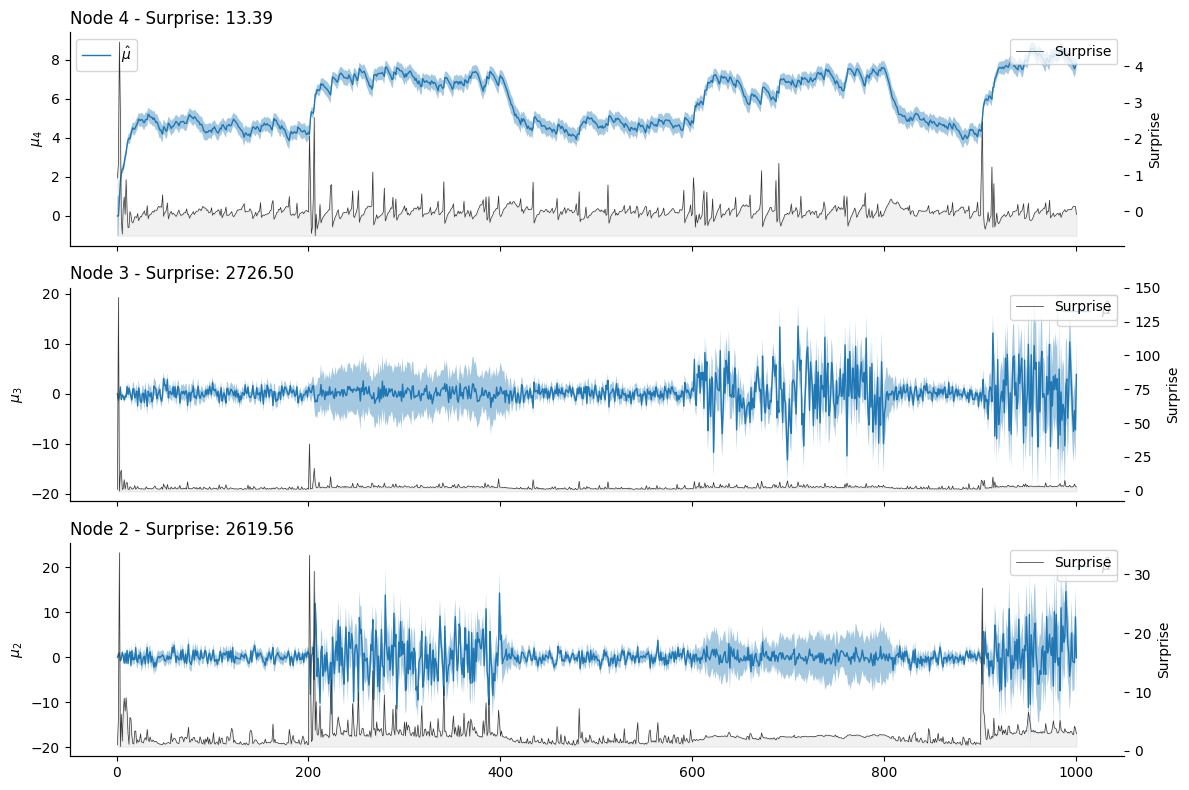 Node 4 - Surprise: 13.39
μ̂
Surprise
8
6
4
2
0
μ₄
4
3
2
1
0
Surprise
Node 3 - Surprise: 2726.50
Surprise
μ̂
20
10
0
−10
−20
μ₃
150
125
100
75
50
25
0
Surprise
Node 2 - Surprise: 2619.56
Surprise
μ̂
20
10
0
−10
−20
μ₂
30
20
10
0
Surprise
0
200
400
600
800
1000